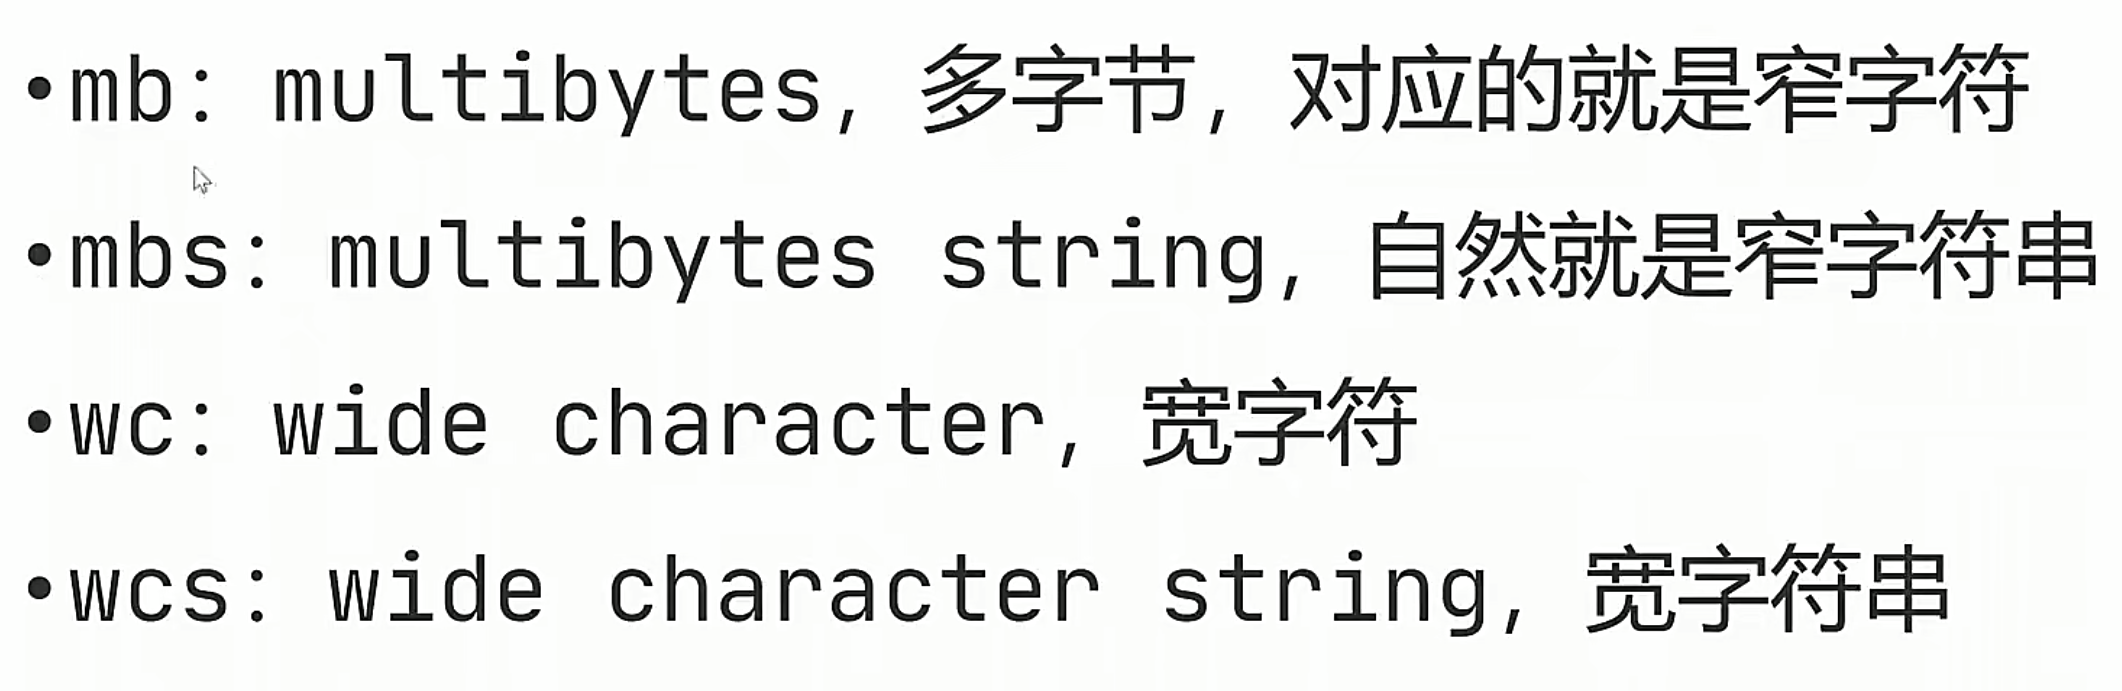 •mb: multibytes, 多字节, 对应的就是窄字符
•mbs: multibytes string, 自然就是窄字符串
•wc: wide character, 宽字符
•wcs: wide character string, 宽字符串